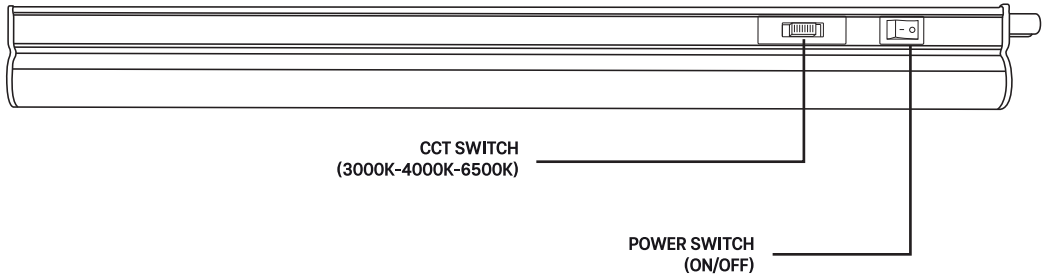 CCT SWITCH
(3000K-4000K-6500K)
POWER SWITCH
(ON/OFF)